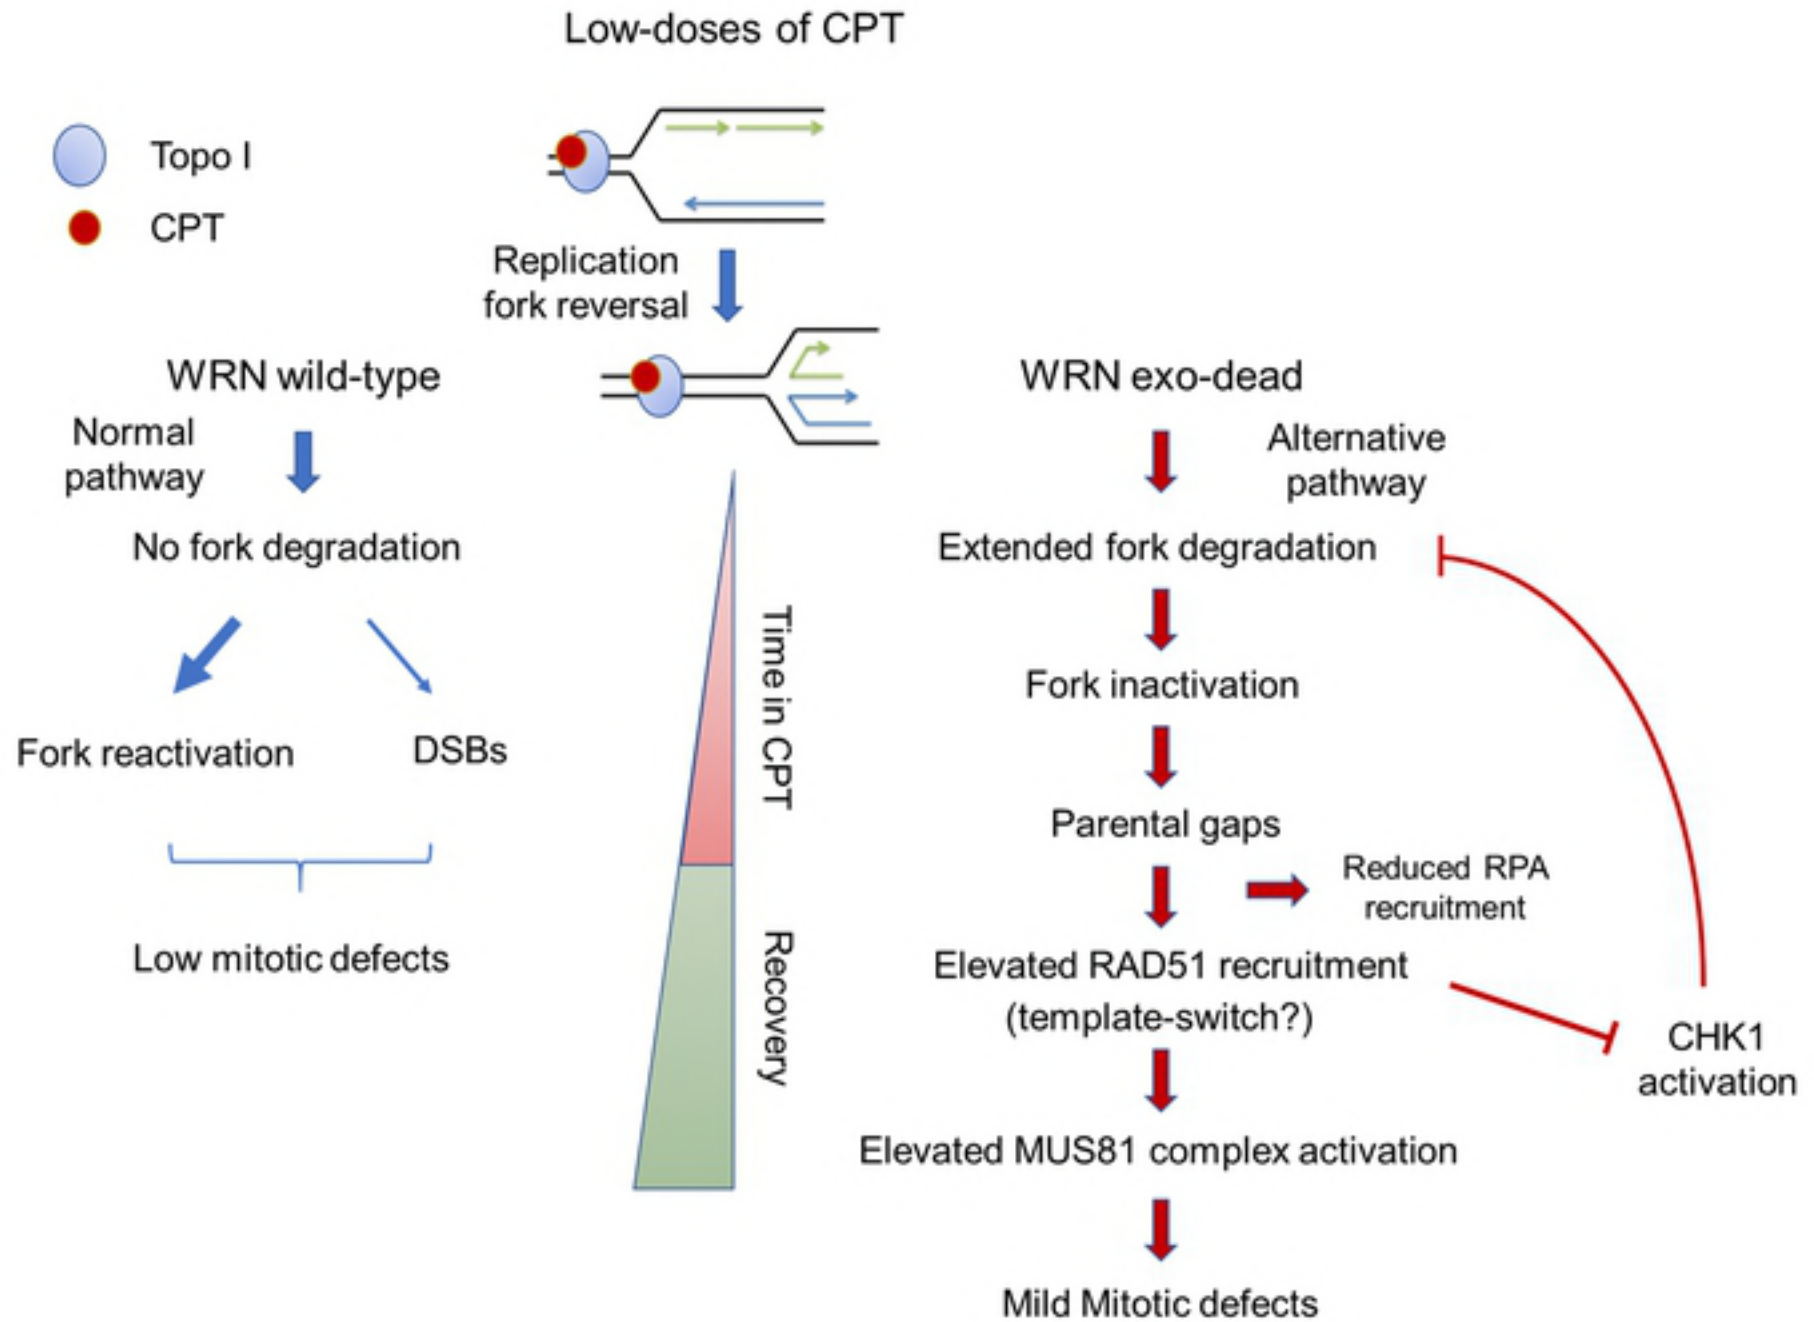 Low-doses of CPT
Topo I
CPT
Replication
fork reversal
WRN wild-type
Normal
pathway
No fork degradation
Fork reactivation
DSBs
Low mitotic defects
Time in CPT
Recovery
WRN exo-dead
Alternative
pathway
Extended fork degradation
Fork inactivation
Parental gaps
Reduced RPA
recruitment
Elevated RAD51 recruitment
(template-switch?)
CHK1
activation
Elevated MUS81 complex activation
Mild Mitotic defects